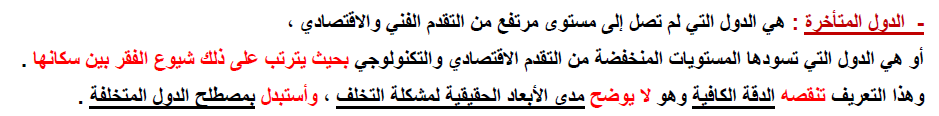 - الدول المتأخرة : هي الدول التي لم تصل إلى مستوى مرتفع من التقدم الفني والاقتصادي ،
أو هي الدول التي تسودها المستويات المنخفضة من التقدم الاقتصادي والتكنولوجي بحيث يترتب على ذلك شيوع الفقر بين سكانها .
وهذا التعريف تنقصه الدقة الكافية وهو لا يوضح مدى الأبعاد الحقيقية لمشكلة التخلف ، وأستبدل بمصطلح الدول المتخلفة .